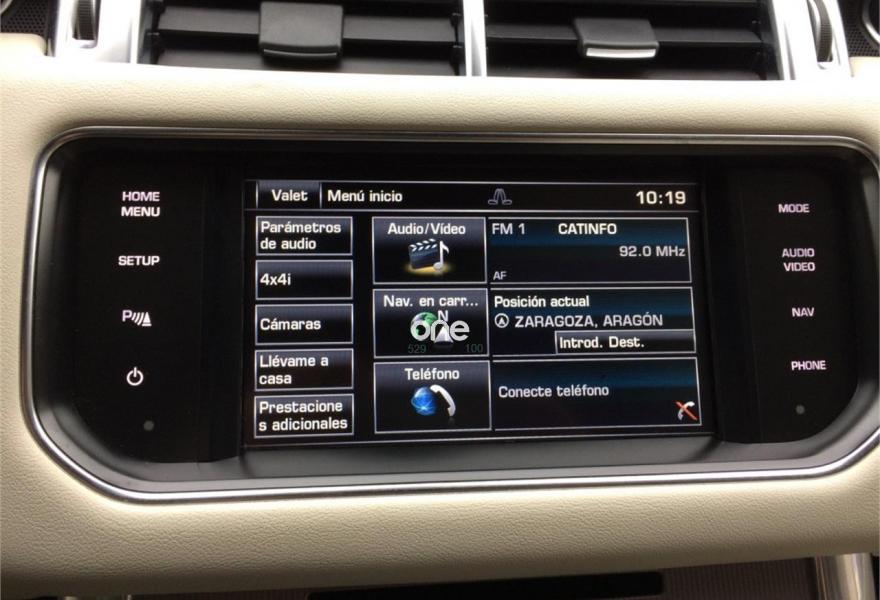 HOME
MENU
SETUP
P
Valet
Menú inicio
10:19
Parámetros
de audio
4x4i
Cámaras
Llévame a
casa
Prestacione
s adicionales
Audio/Vídeo
Nav. en carr...
N
one
529
100
Teléfono
FM 1 CATINFO
92.0 MHz
AF
Posición actual
ZARAGOZA, ARAGÓN
Introd. Dest.
Conecte teléfono
MODE
AUDIO
VIDEO
NAV
PHONE